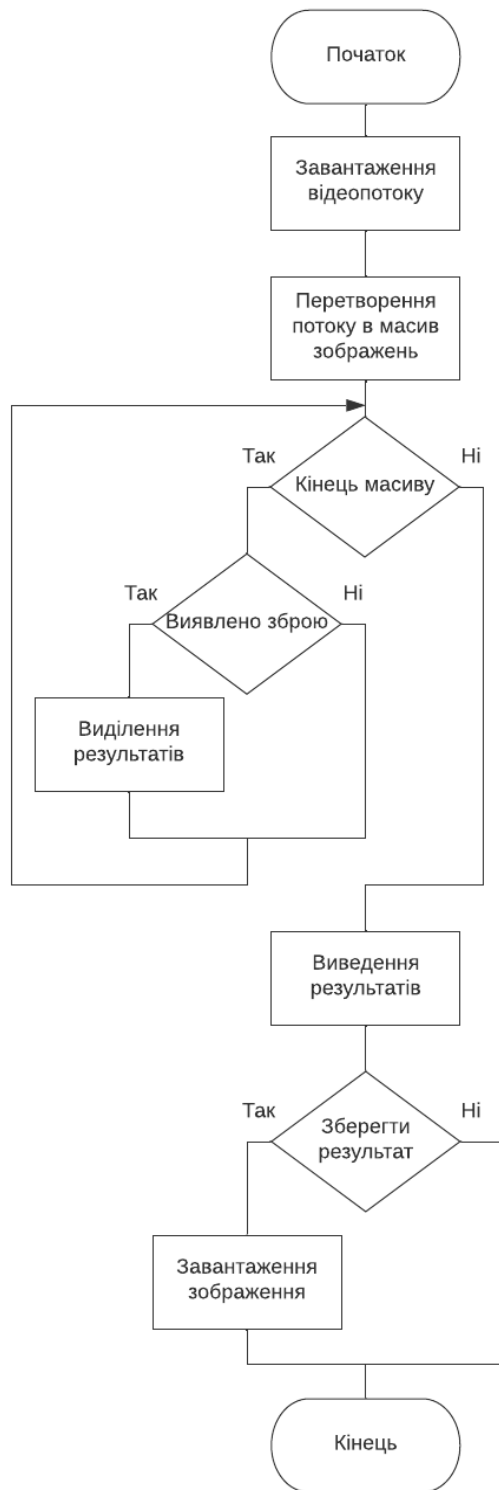 Початок
Завантаження
відеопотоку
Перетворення
потоку в масив
зображень
Так
Ні
Кінець масиву
Так
Ні
Виявлено зброю
Виділення
результатів
Виведення
результатів
Так
Ні
Зберегти
результат
Завантаження
зображення
Кінець